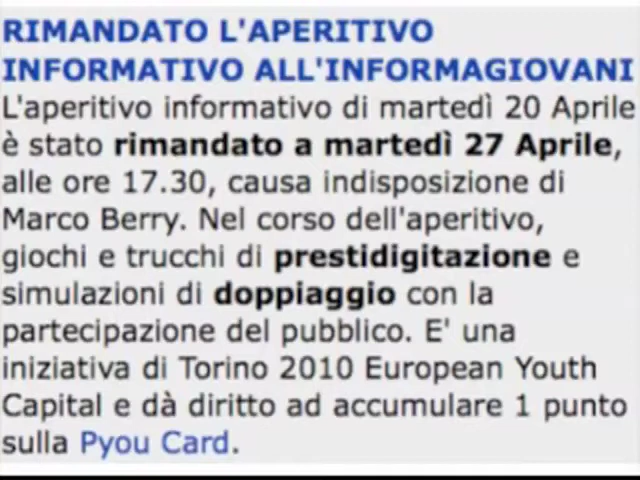 RIMANDATO L'APERITIVO
INFORMATIVO ALL'INFORMAGIOVANI
L'aperitivo informativo di martedì 20 Aprile
è stato rimandato a martedì 27 Aprile,
alle ore 17.30, causa indisposizione di
Marco Berry. Nel corso dell'aperitivo,
giochi e trucchi di prestidigitazione e
simulazioni di doppiaggio con la
partecipazione del pubblico. E' una
iniziativa di Torino 2010 European Youth
Capital e dà diritto ad accumulare 1 punto
sulla Pyou Card.